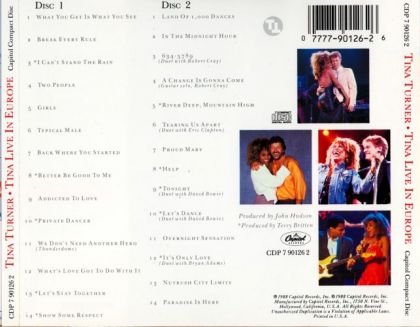 TINA TURNER • TINA LIVE IN EUROPE
Capitol Compact Disc
CDP 7 90126 2
DISC 1
1 WHAT YOU GET IS WHAT YOU SEE
2 BREAK EVERY RULE
3 *I CAN'T STAND THE RAIN
4 TWO PEOPLE
5 GIRLS
6 TYPICAL MALE
7 BACK WHERE YOU STARTED
8 *BETTER BE GOOD TO ME
9 ADDICTED TO LOVE
10 *PRIVATE DANCER
11 WE DON'T NEED ANOTHER HERO
(Thunderdome)
12 WHAT'S LOVE GOT TO DO WITH IT
13 *LET'S STAY TOGETHER
14 *SHOW SOME RESPECT
DISC 2
1 LAND OF 1,000 DANCES
2 IN THE MIDNIGHT HOUR
3 634-5789
(Duet with Robert Cray)
4 A CHANGE IS GONNA COME
(Guitar solo, Robert Cray)
5 *RIVER DEEP, MOUNTAIN HIGH
6 TEARING US APART
(Duet with Eric Clapton)
7 PROUD MARY
8 *HELP
9 *TONIGHT
(Duet with David Bowie)
10 *LET'S DANCE
(Duet with David Bowie)
11 OVERNIGHT SENSATION
12 *IT'S ONLY LOVE
(Duet with Bryan Adams)
13 NUTBUSH CITY LIMITS
14 PARADISE IS HERE
0 77777-90126-2 6
COMPACT
disc
DIGITAL AUDIO
Produced by John Hudson
*Produced by Terry Britten
Capitol
CDP 7 90126 2
℗ 1988 Capitol Records, Inc. © 1988 Capitol Records, Inc.
Manufactured by Capitol Records, Inc., 1750 N. Vine St.,
Hollywood, California, U.S.A. All Rights Reserved.
Unauthorized Duplication is a Violation of Applicable Laws.
Printed in U.S.A.
CDP 7 90126 2
TINA TURNER • TINA LIVE IN EUROPE
Capitol Compact Disc